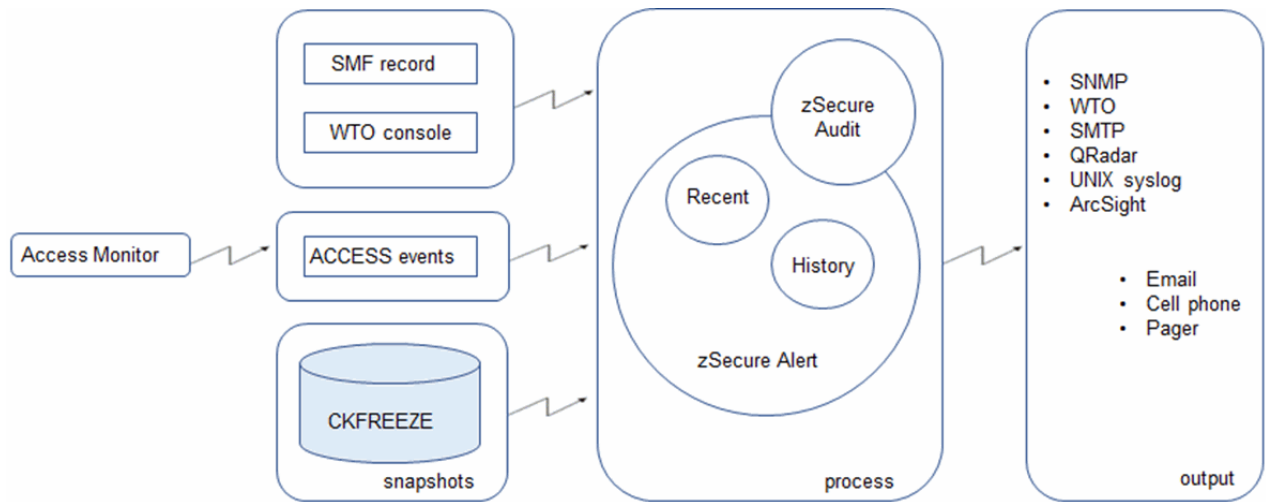 SMF record
WTO console
Access Monitor
ACCESS events
CKFREEZE
snapshots
zSecure
Audit
Recent
History
zSecure Alert
process
• SNMP
• WTO
• SMTP
• QRadar
• UNIX syslog
• ArcSight
• Email
• Cell phone
• Pager
output